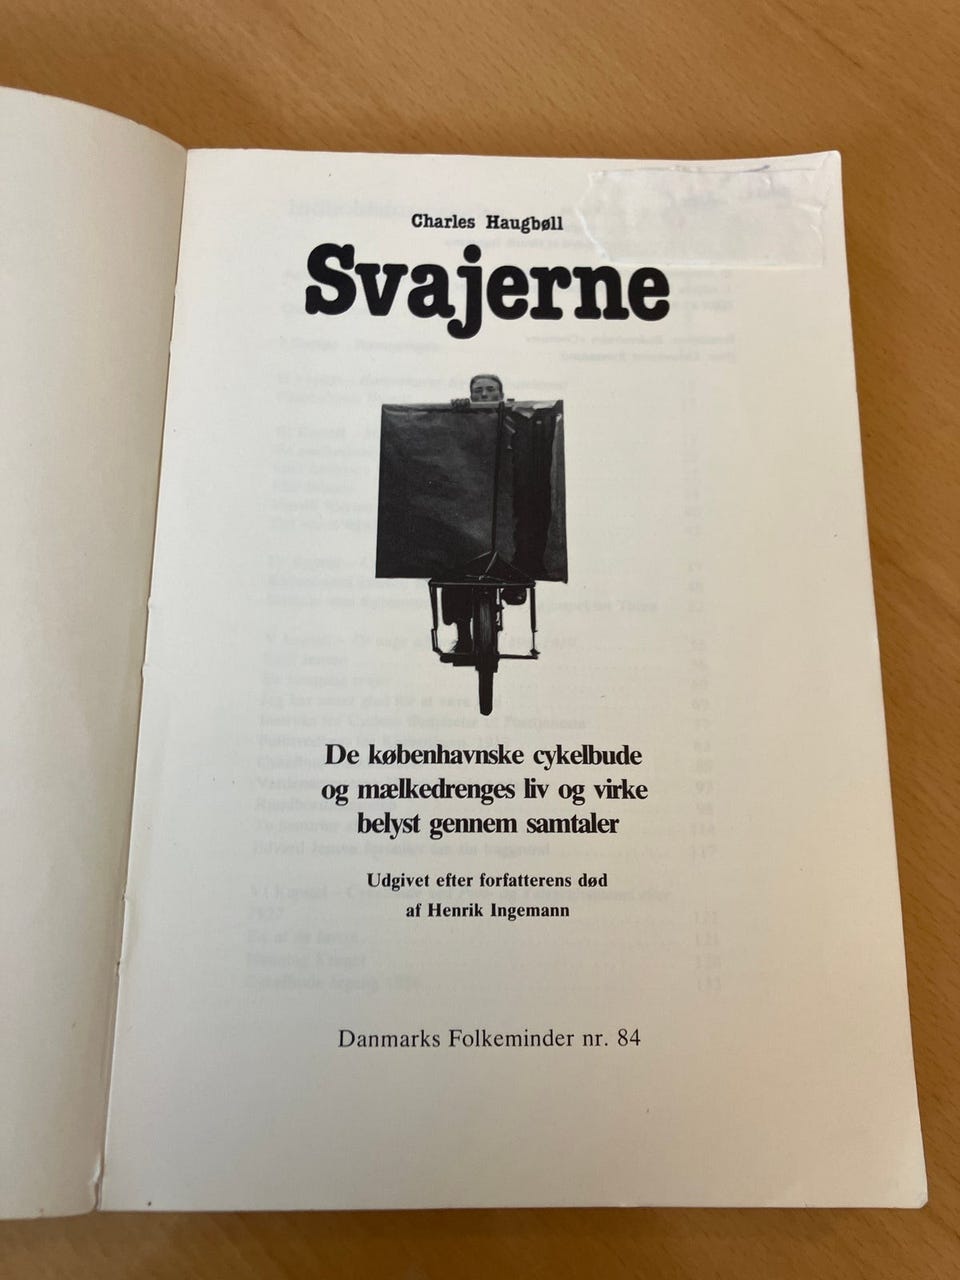 Charles Haugbøll
Svajerne
De københavnske cykelbude
og mælkedrenges liv og virke
belyst gennem samtaler
Udgivet efter forfatterens død
af Henrik Ingemann
Danmarks Folkeminder nr. 84